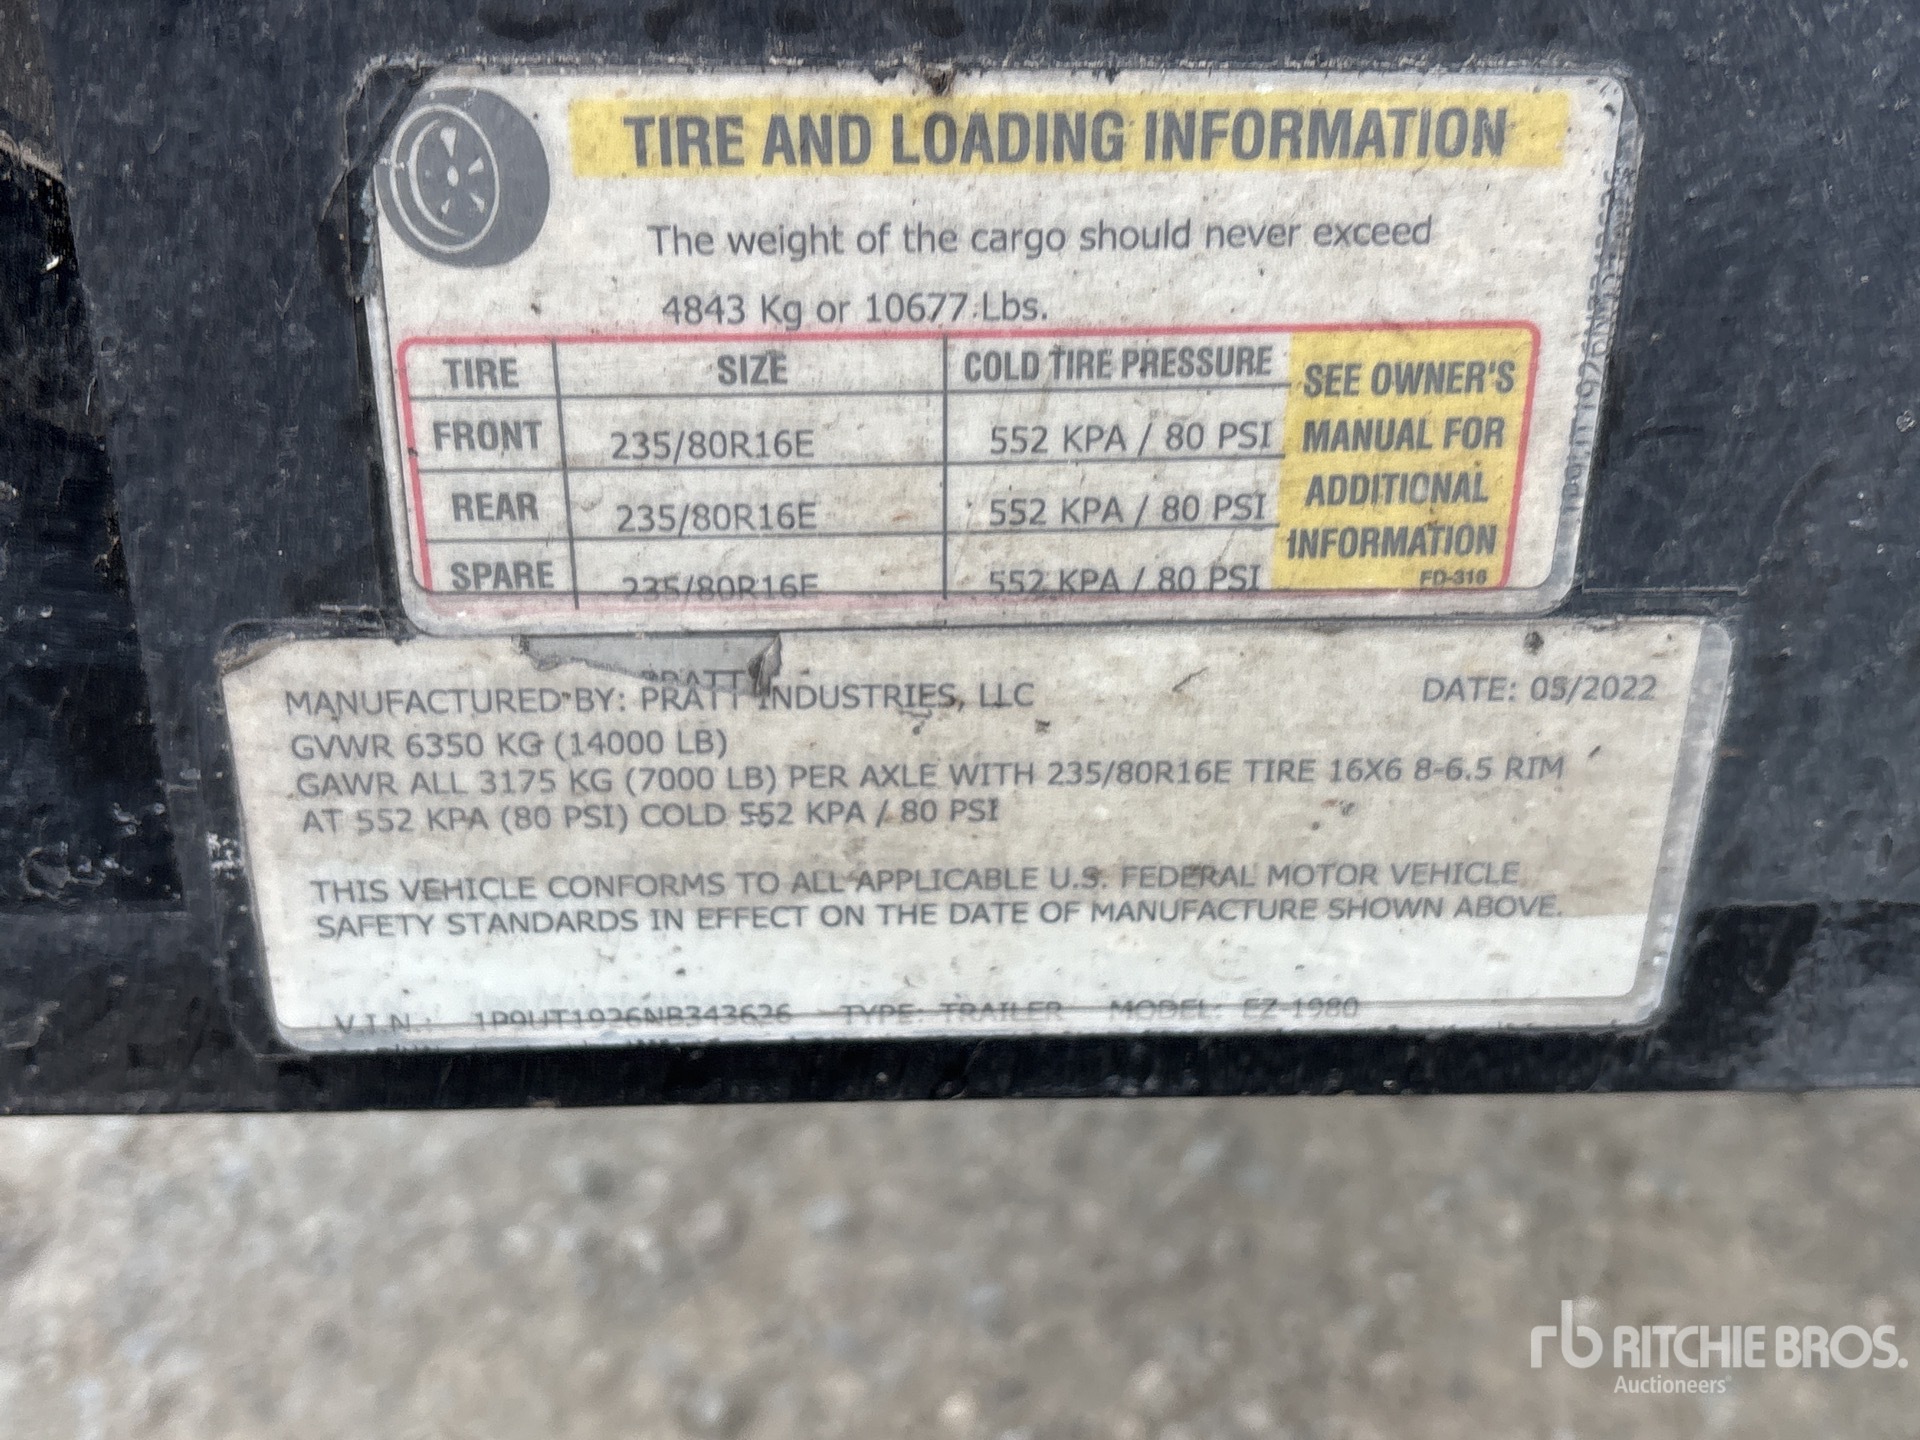 TIRE AND LOADING INFORMATION
The weight of the cargo should never exceed
4843 Kg or 10677 Lbs.
TIRE SIZE COLD TIRE PRESSURE
FRONT 235/80R16E 552 KPA / 80 PSI
REAR 235/80R16E 552 KPA / 80 PSI
SPARE 235/80R16E 552 KPA / 80 PSI
SEE OWNER'S
MANUAL FOR
ADDITIONAL
INFORMATION
FD-316
PRATT
MANUFACTURED BY: PRATT INDUSTRIES, LLC DATE: 05/2022
GVWR 6350 KG (14000 LB)
GAWR ALL 3175 KG (7000 LB) PER AXLE WITH 235/80R16E TIRE 16X6 8-6.5 RIM
AT 552 KPA (80 PSI) COLD 552 KPA / 80 PSI
THIS VEHICLE CONFORMS TO ALL APPLICABLE U.S. FEDERAL MOTOR VEHICLE
SAFETY STANDARDS IN EFFECT ON THE DATE OF MANUFACTURE SHOWN ABOVE.
V.I.N.: 1P9UT1926NB343626 TYPE: TRAILER MODEL: EZ-1980
rb RITCHIE BROS.
Auctioneers